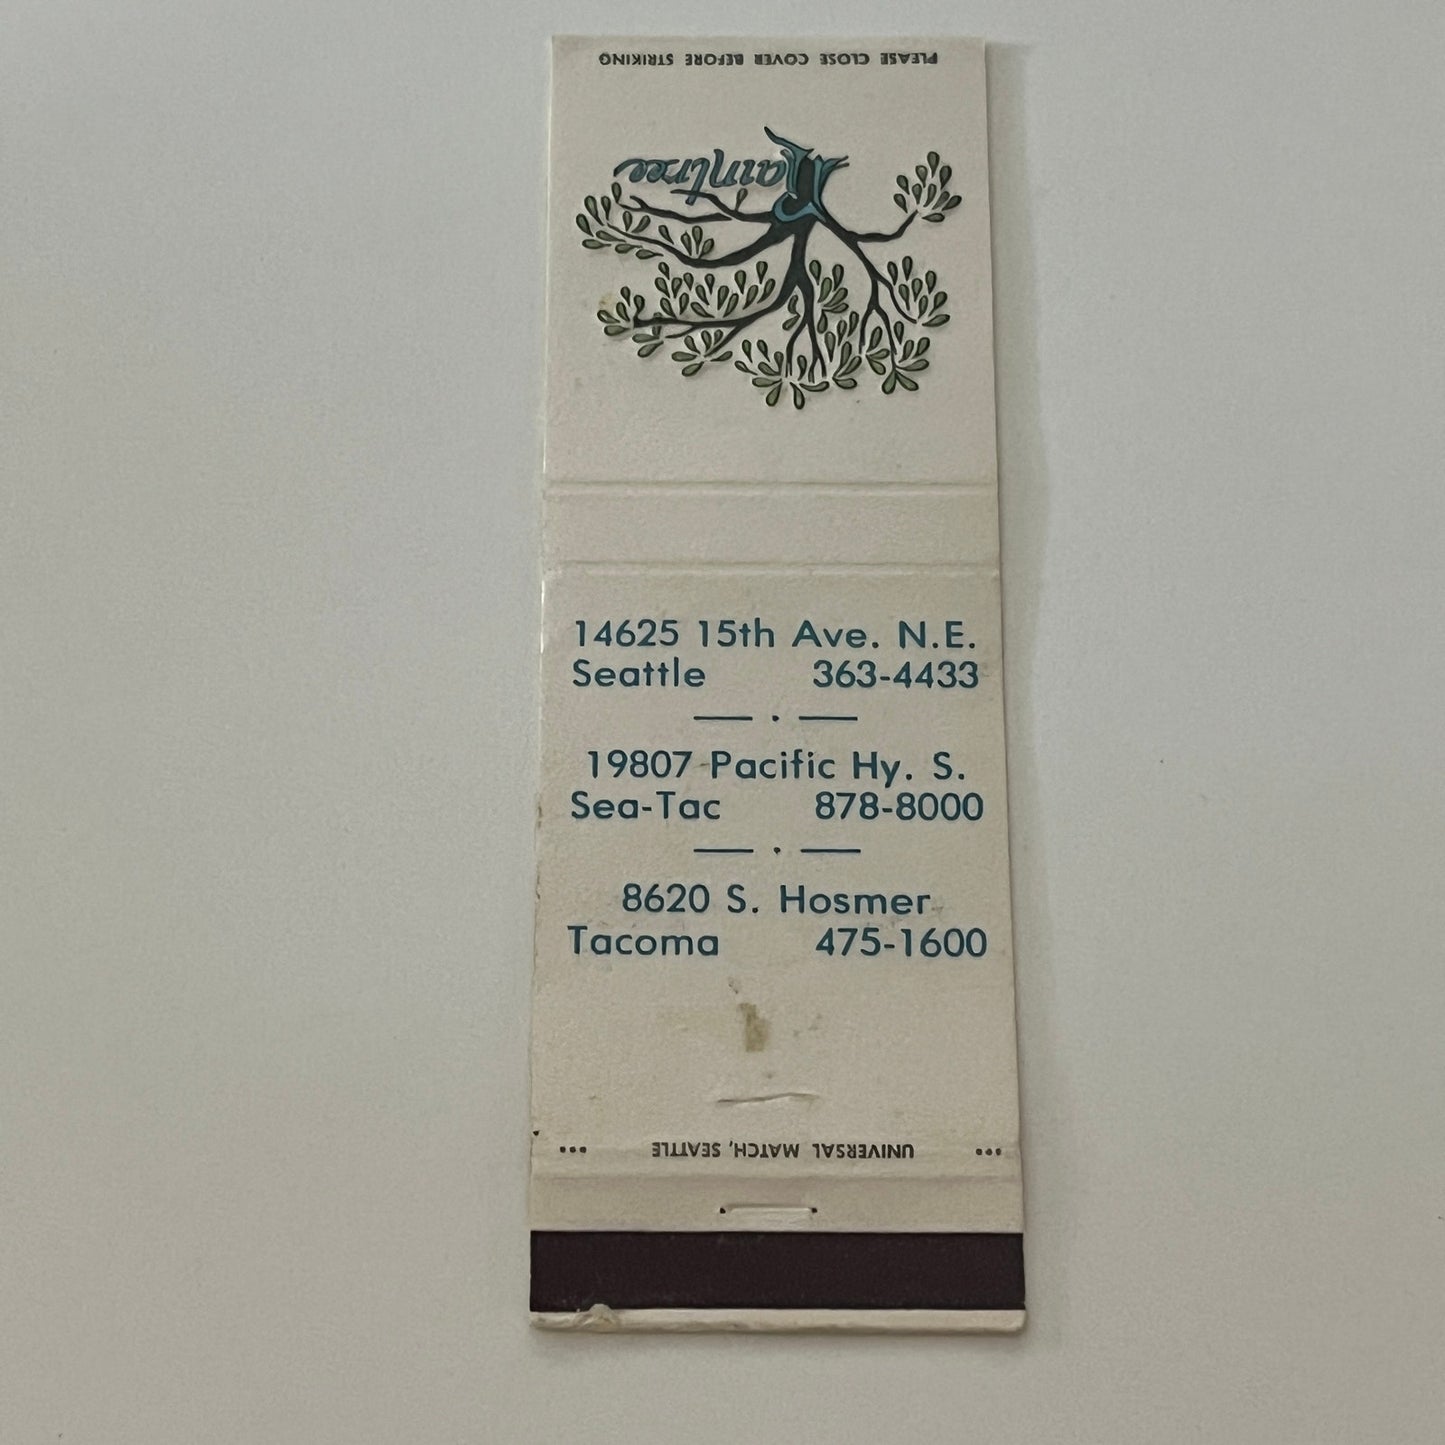 PLEASE CLOSE COVER BEFORE STRIKING
Raintree
14625 15th Ave. N.E.
Seattle 363-4433
19807 Pacific Hy. S.
Sea-Tac 878-8000
8620 S. Hosmer
Tacoma 475-1600
UNIVERSAL MATCH, SEATTLE